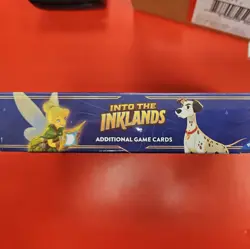 INTO THE
INKLANDS
ADDITIONAL GAME CARDS